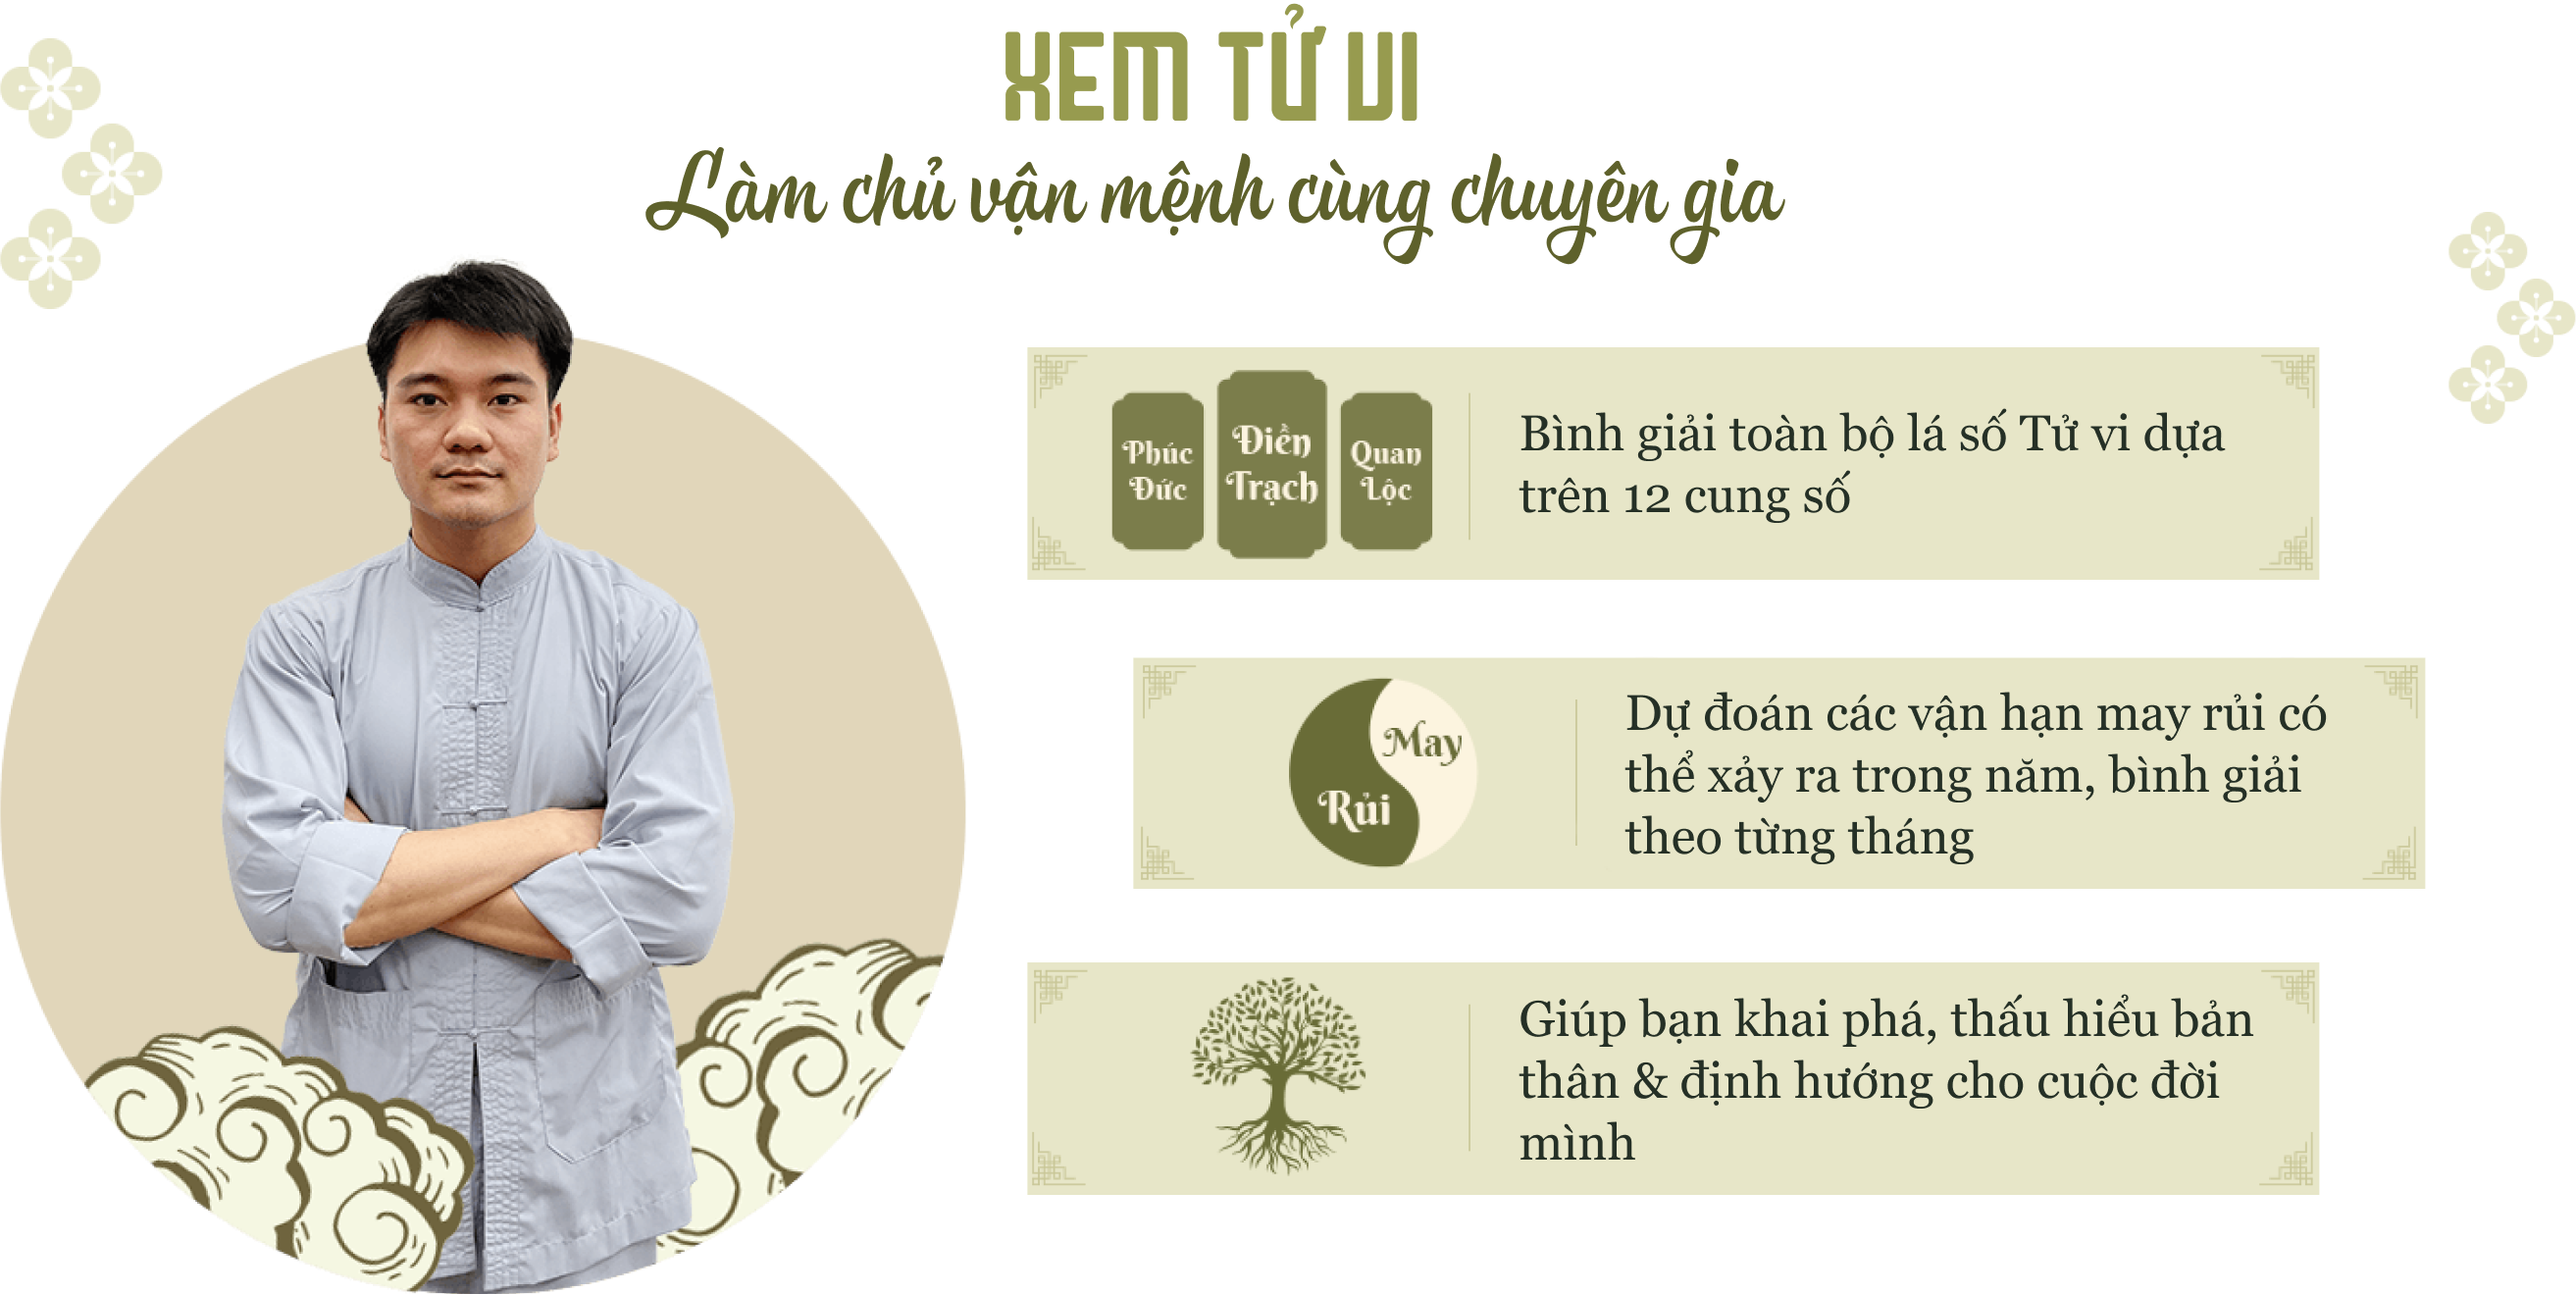 XEM TỬ VI
Làm chủ vận mệnh cùng chuyên gia
Phúc
Đức
Điền
Trạch
Quan
Lộc
Bình giải toàn bộ lá số Tử vi dựa
trên 12 cung số
May
Rủi
Dự đoán các vận hạn may rủi có
thể xảy ra trong năm, bình giải
theo từng tháng
Giúp bạn khai phá, thấu hiểu bản
thân & định hướng cho cuộc đời
mình